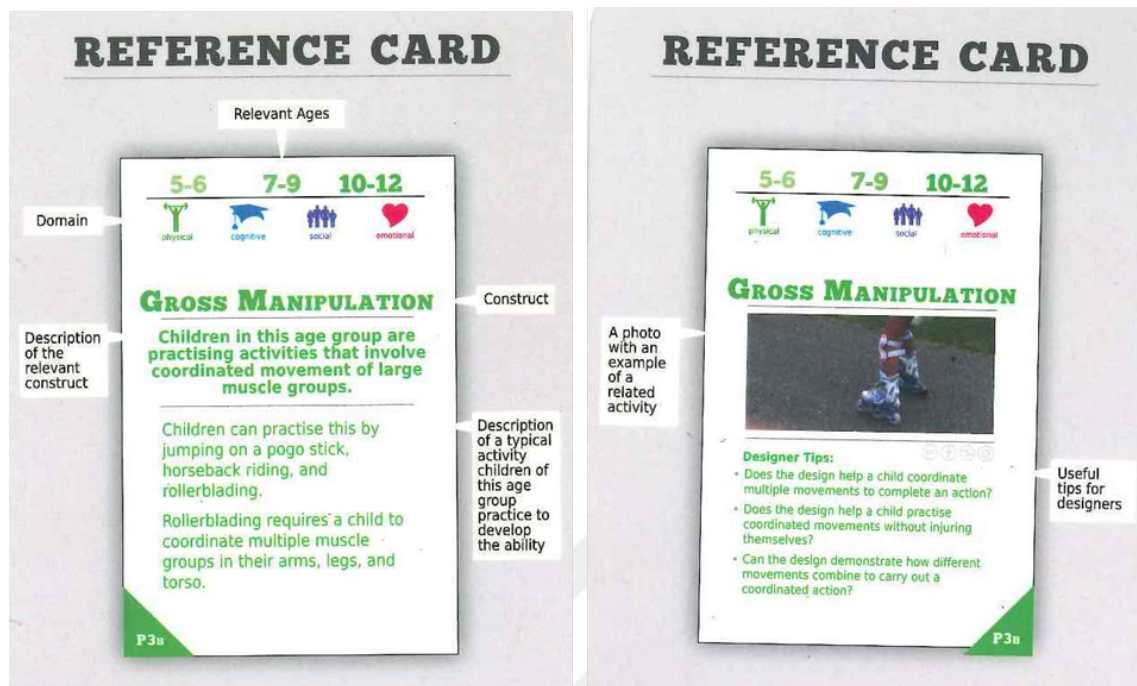 REFERENCE CARD
Relevant Ages
5-6 7-9 10-12
Domain
physical cognitive social emotional
GROSS MANIPULATION
Construct
Description
of the
relevant
construct
Children in this age group are
practising activities that involve
coordinated movement of large
muscle groups.
Children can practise this by
jumping on a pogo stick,
horseback riding, and
rollerblading.
Rollerblading requires a child to
coordinate multiple muscle
groups in their arms, legs, and
torso.
Description
of a typical
activity
children of
this age
group
practice to
develop
the ability
P3B
REFERENCE CARD
5-6 7-9 10-12
physical cognitive social emotional
GROSS MANIPULATION
A photo
with an
example
of a
related
activity
Designer Tips:
• Does the design help a child coordinate
multiple movements to complete an action?
• Does the design help a child practise
coordinated movements without injuring
themselves?
• Can the design demonstrate how different
movements combine to carry out a
coordinated action?
Useful
tips for
designers
P3B